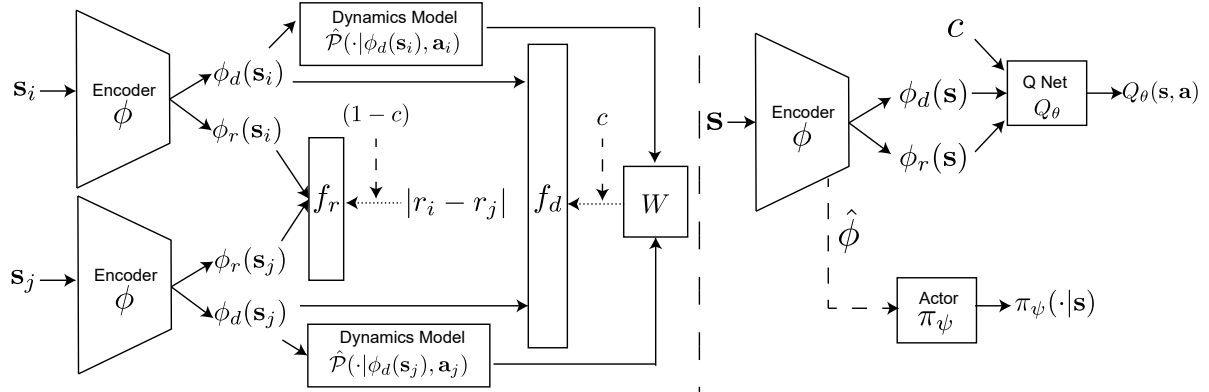 Dynamics Model
𝒫̂(·|ϕ_d(𝐬_i), 𝐚_i)
𝐬_i
Encoder
ϕ
ϕ_d(𝐬_i)
ϕ_r(𝐬_i)
(1 − c)
f_r
|r_i − r_j|
f_d
c
W
𝐬_j
Encoder
ϕ
ϕ_r(𝐬_j)
ϕ_d(𝐬_j)
Dynamics Model
𝒫̂(·|ϕ_d(𝐬_j), 𝐚_j)
c
𝐬
Encoder
ϕ
ϕ_d(𝐬)
ϕ_r(𝐬)
Q Net
Q_θ
Q_θ(𝐬, 𝐚)
ϕ̂
Actor
π_ψ
π_ψ(·|𝐬)